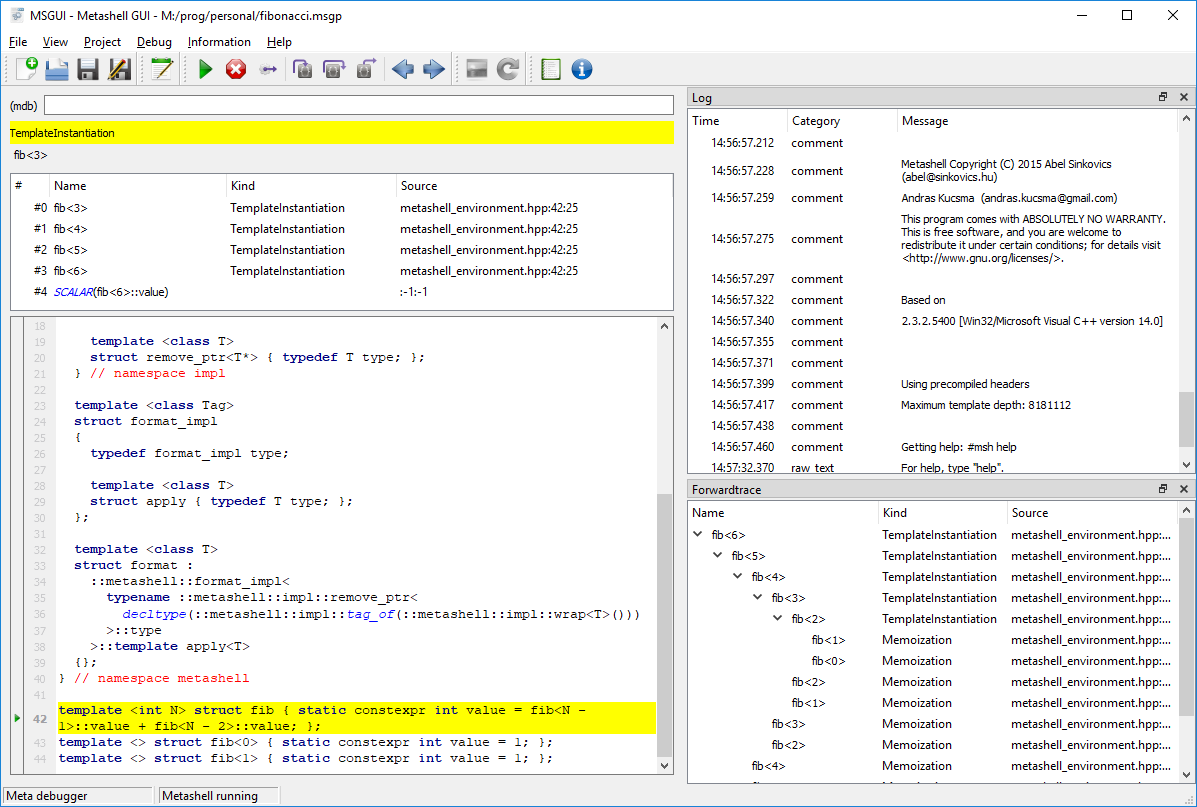 MSGUI - Metashell GUI - M:/prog/personal/fibonacci.msgp
File View Project Debug Information Help
(mdb)
TemplateInstantiation
fib<3>
# Name Kind Source
#0 fib<3> TemplateInstantiation metashell_environment.hpp:42:25
#1 fib<4> TemplateInstantiation metashell_environment.hpp:42:25
#2 fib<5> TemplateInstantiation metashell_environment.hpp:42:25
#3 fib<6> TemplateInstantiation metashell_environment.hpp:42:25
#4 SCALAR(fib<6>::value) :-1:-1
18
19 template <class T>
20 struct remove_ptr<T*> { typedef T type; };
21 } // namespace impl
22
23 template <class Tag>
24 struct format_impl
25 {
26 typedef format_impl type;
27
28 template <class T>
29 struct apply { typedef T type; };
30 };
31
32 template <class T>
33 struct format :
34 ::metashell::format_impl<
35 typename ::metashell::impl::remove_ptr<
36 decltype(::metashell::impl::tag_of(::metashell::impl::wrap<T>()))
37 >::type
38 >::template apply<T>
39 {};
40 } // namespace metashell
41
42 template <int N> struct fib { static constexpr int value = fib<N -
1>::value + fib<N - 2>::value; };
43 template <> struct fib<0> { static constexpr int value = 1; };
44 template <> struct fib<1> { static constexpr int value = 1; };
Log
Time Category Message
14:56:57.212 comment
14:56:57.228 comment Metashell Copyright (C) 2015 Abel Sinkovics
(abel@sinkovics.hu)
14:56:57.259 comment Andras Kucsma (andras.kucsma@gmail.com)
14:56:57.275 comment This program comes with ABSOLUTELY NO WARRANTY.
This is free software, and you are welcome to
redistribute it under certain conditions; for details visit
<http://www.gnu.org/licenses/>.
14:56:57.297 comment
14:56:57.322 comment Based on
14:56:57.340 comment 2.3.2.5400 [Win32/Microsoft Visual C++ version 14.0]
14:56:57.355 comment
14:56:57.371 comment
14:56:57.399 comment Using precompiled headers
14:56:57.417 comment Maximum template depth: 8181112
14:56:57.438 comment
14:56:57.460 comment Getting help: #msh help
14:57:32.370 raw_text For help, type "help".
Forwardtrace
Name Kind Source
fib<6> TemplateInstantiation metashell_environment.hpp:...
fib<5> TemplateInstantiation metashell_environment.hpp:...
fib<4> TemplateInstantiation metashell_environment.hpp:...
fib<3> TemplateInstantiation metashell_environment.hpp:...
fib<2> TemplateInstantiation metashell_environment.hpp:...
fib<1> Memoization metashell_environment.hpp:...
fib<0> Memoization metashell_environment.hpp:...
fib<2> Memoization metashell_environment.hpp:...
fib<1> Memoization metashell_environment.hpp:...
fib<3> Memoization metashell_environment.hpp:...
fib<2> Memoization metashell_environment.hpp:...
fib<4> Memoization metashell_environment.hpp:...
Meta debugger Metashell running